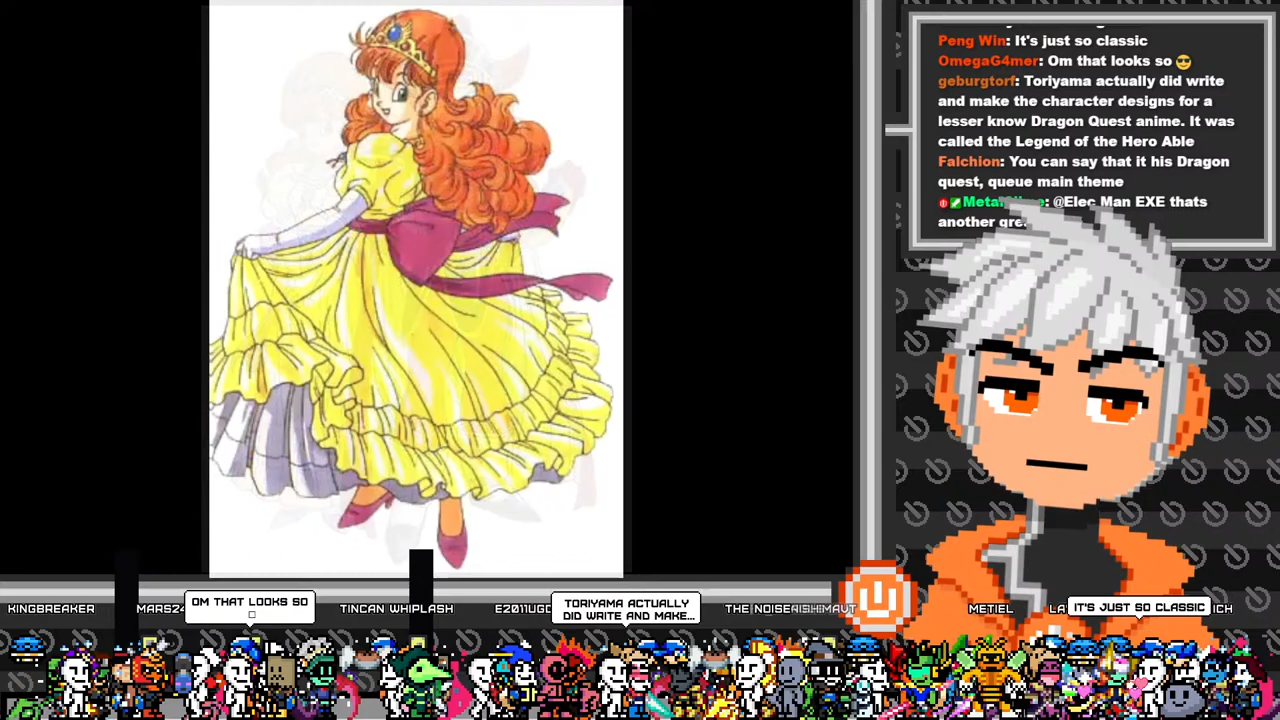 Peng Win: It's just so classic
OmegaG4mer: Om that looks so 😎
geburgtorf: Toriyama actually did write
and make the character designs for a
lesser know Dragon Quest anime. It was
called the Legend of the Hero Able
Falchion: You can say that it his Dragon
quest, queue main theme
@Elec Man EXE thats
another
KINGBREAKER
OM THAT LOOKS SO
TINCAN WHIPLASH
TORIYAMA ACTUALLY
DID WRITE AND MAKE...
METIEL
IT'S JUST SO CLASSIC